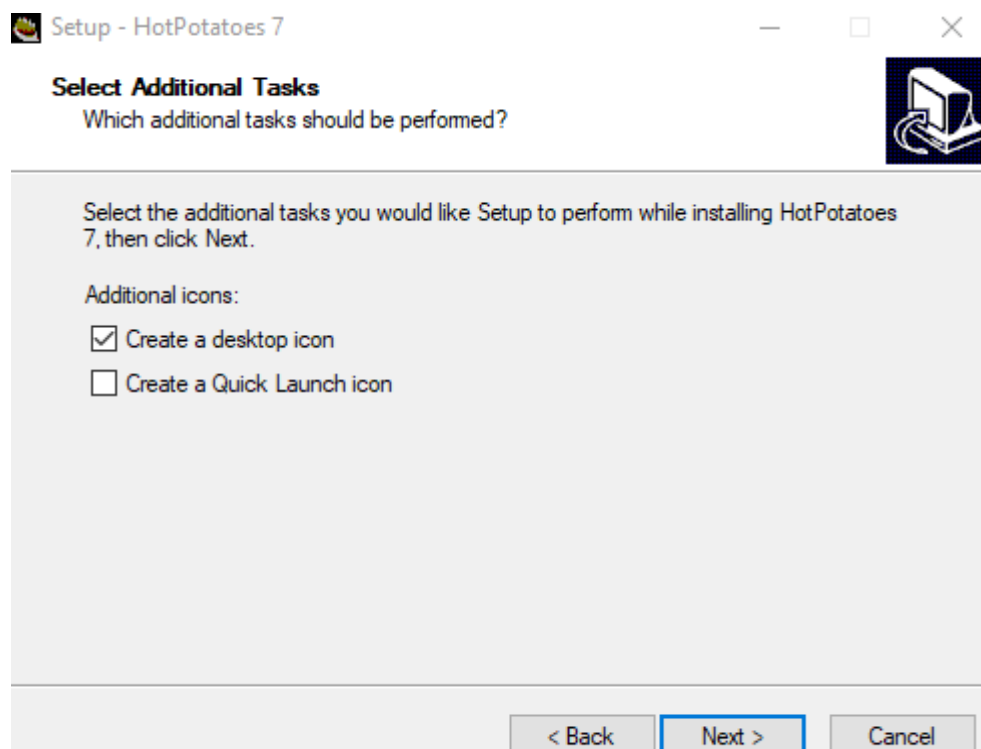 Setup - HotPotatoes 7
Select Additional Tasks
Which additional tasks should be performed?
Select the additional tasks you would like Setup to perform while installing HotPotatoes
7, then click Next.
Additional icons:
Create a desktop icon
Create a Quick Launch icon
< Back
Next >
Cancel